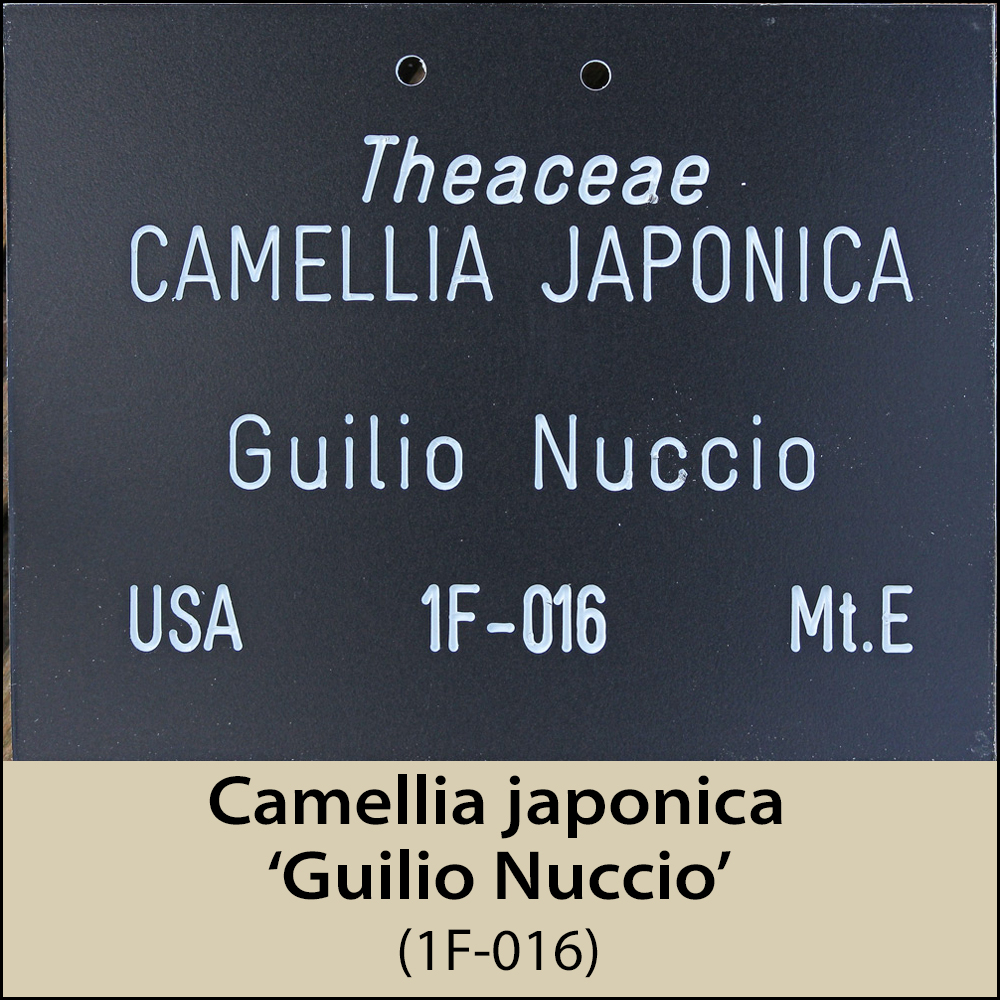 Theaceae
CAMELLIA JAPONICA
Guilio Nuccio
USA 1F-016 Mt.E
Camellia japonica
‘Guilio Nuccio’
(1F-016)